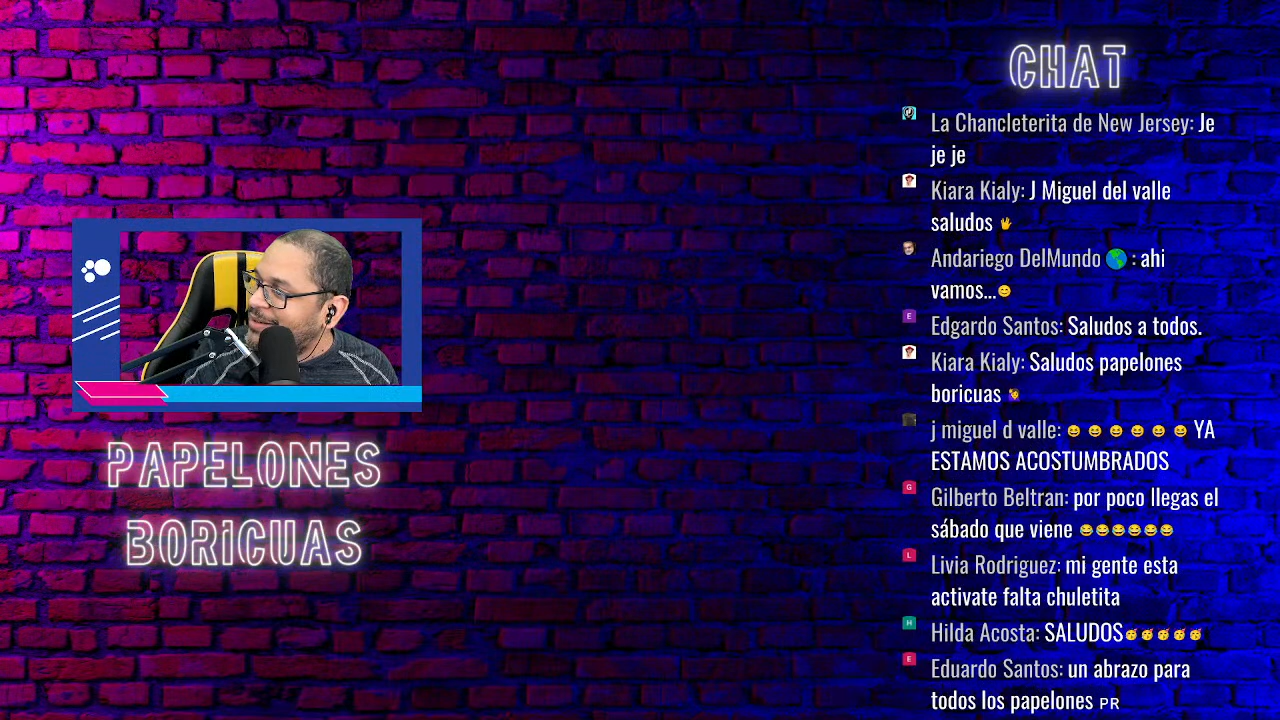 CHAT
La Chancleterita de New Jersey: Je
je je
Kiara Kialy: J Miguel del valle
saludos 🖖
Andariego DelMundo 🌎 : ahi
vamos...😊
Edgardo Santos: Saludos a todos.
Kiara Kialy: Saludos papelones
boricuas 🙋
j miguel d valle: 😆 😆 😆 😆 😆 😆 YA
ESTAMOS ACOSTUMBRADOS
Gilberto Beltran: por poco llegas el
sábado que viene 😂😂😂😂😂😂
Livia Rodriguez: mi gente esta
activate falta chuletita
Hilda Acosta: SALUDOS🥳🥳🥳🥳🥳
Eduardo Santos: un abrazo para
todos los papelones PR
PAPELONES
BORICUAS